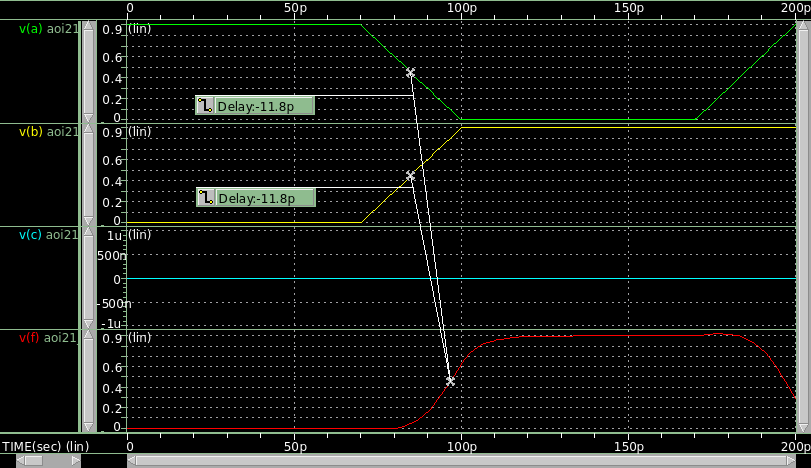 0 50p 100p 150p 200p
v(a) aoi21 0.9 (lin)
0.6
0.4
0.2
Delay:-11.8p
0
v(b) aoi21 0.9 (lin)
0.6
0.4
0.2
Delay:-11.8p
0
v(c) aoi21 1u (lin)
500n
0
-500n
-1u
v(f) aoi21 0.9 (lin)
0.6
0.4
0.2
0
TIME(sec) (lin) 0 50p 100p 150p 200p